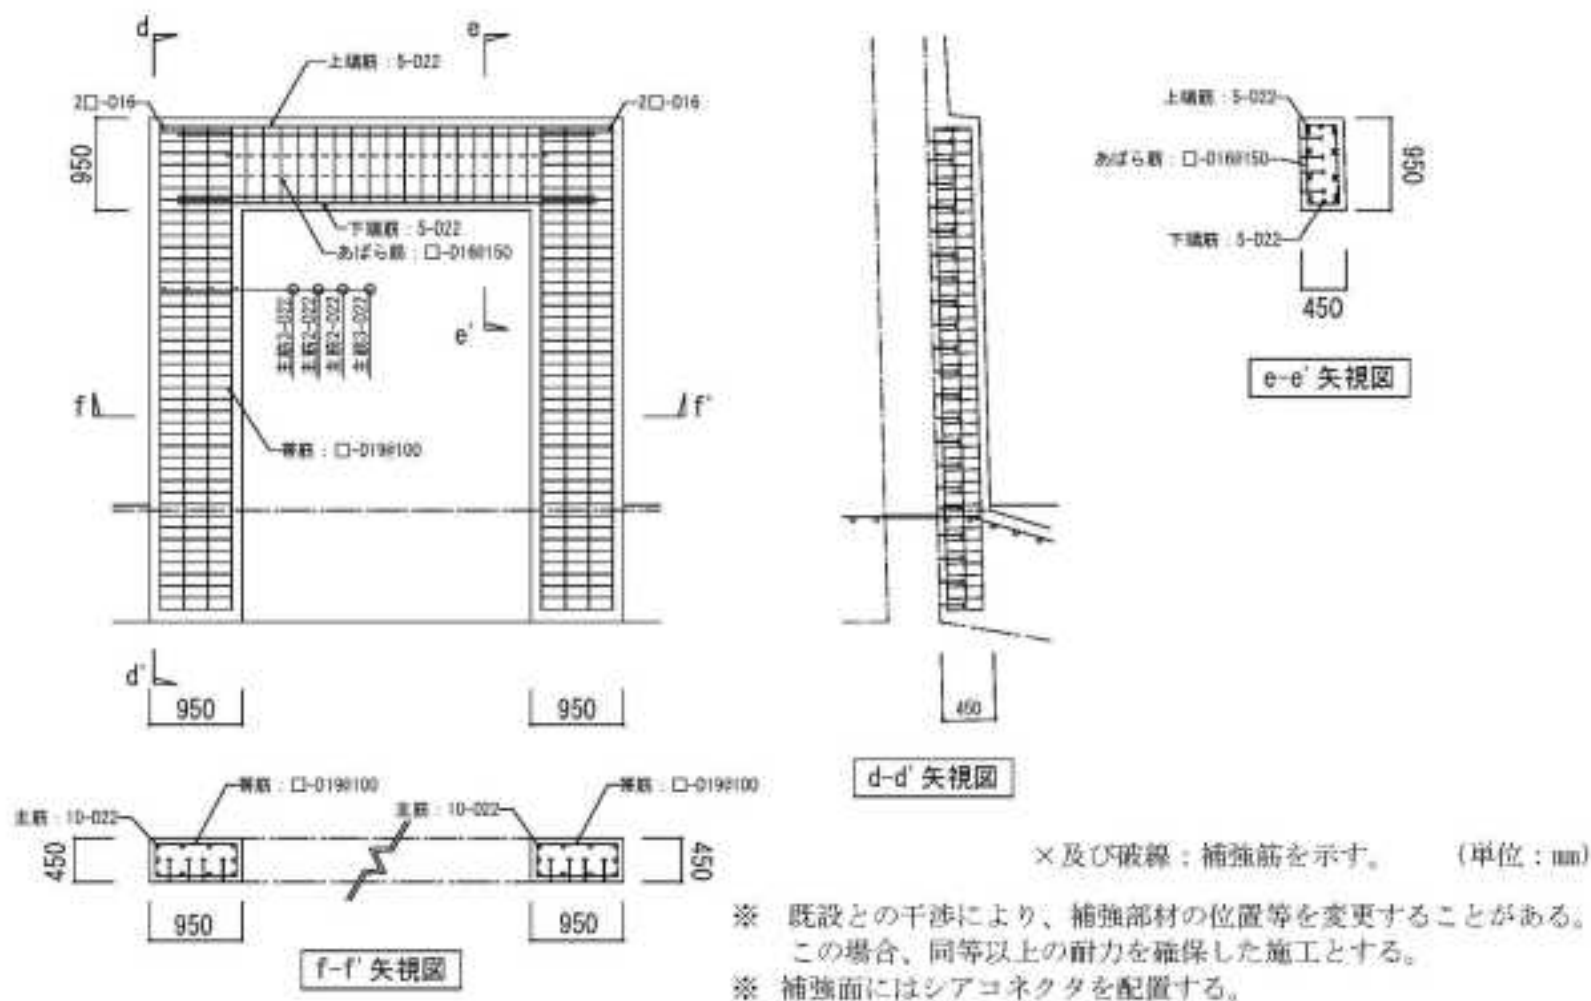 d
e
上端筋：5-D22
2□-D16
2□-D16
950
下端筋：5-D22
あばら筋：□-D16@150
主筋3-D22
主筋2-D22
主筋2-D22
主筋3-D22
e'
f
f'
帯筋：□-D19@100
d'
950
950
450
d-d' 矢視図
上端筋：5-D22
あばら筋：□-D16@150
950
下端筋：5-D22
450
e-e' 矢視図
帯筋：□-D19@100
帯筋：□-D19@100
主筋：10-D22
主筋：10-D22
450
450
950
950
f-f' 矢視図
×及び破線：補強筋を示す。 (単位：mm)
※ 既設との干渉により、補強部材の位置等を変更することがある。
この場合、同等以上の耐力を確保した施工とする。
※ 補強面にはシアコネクタを配置する。